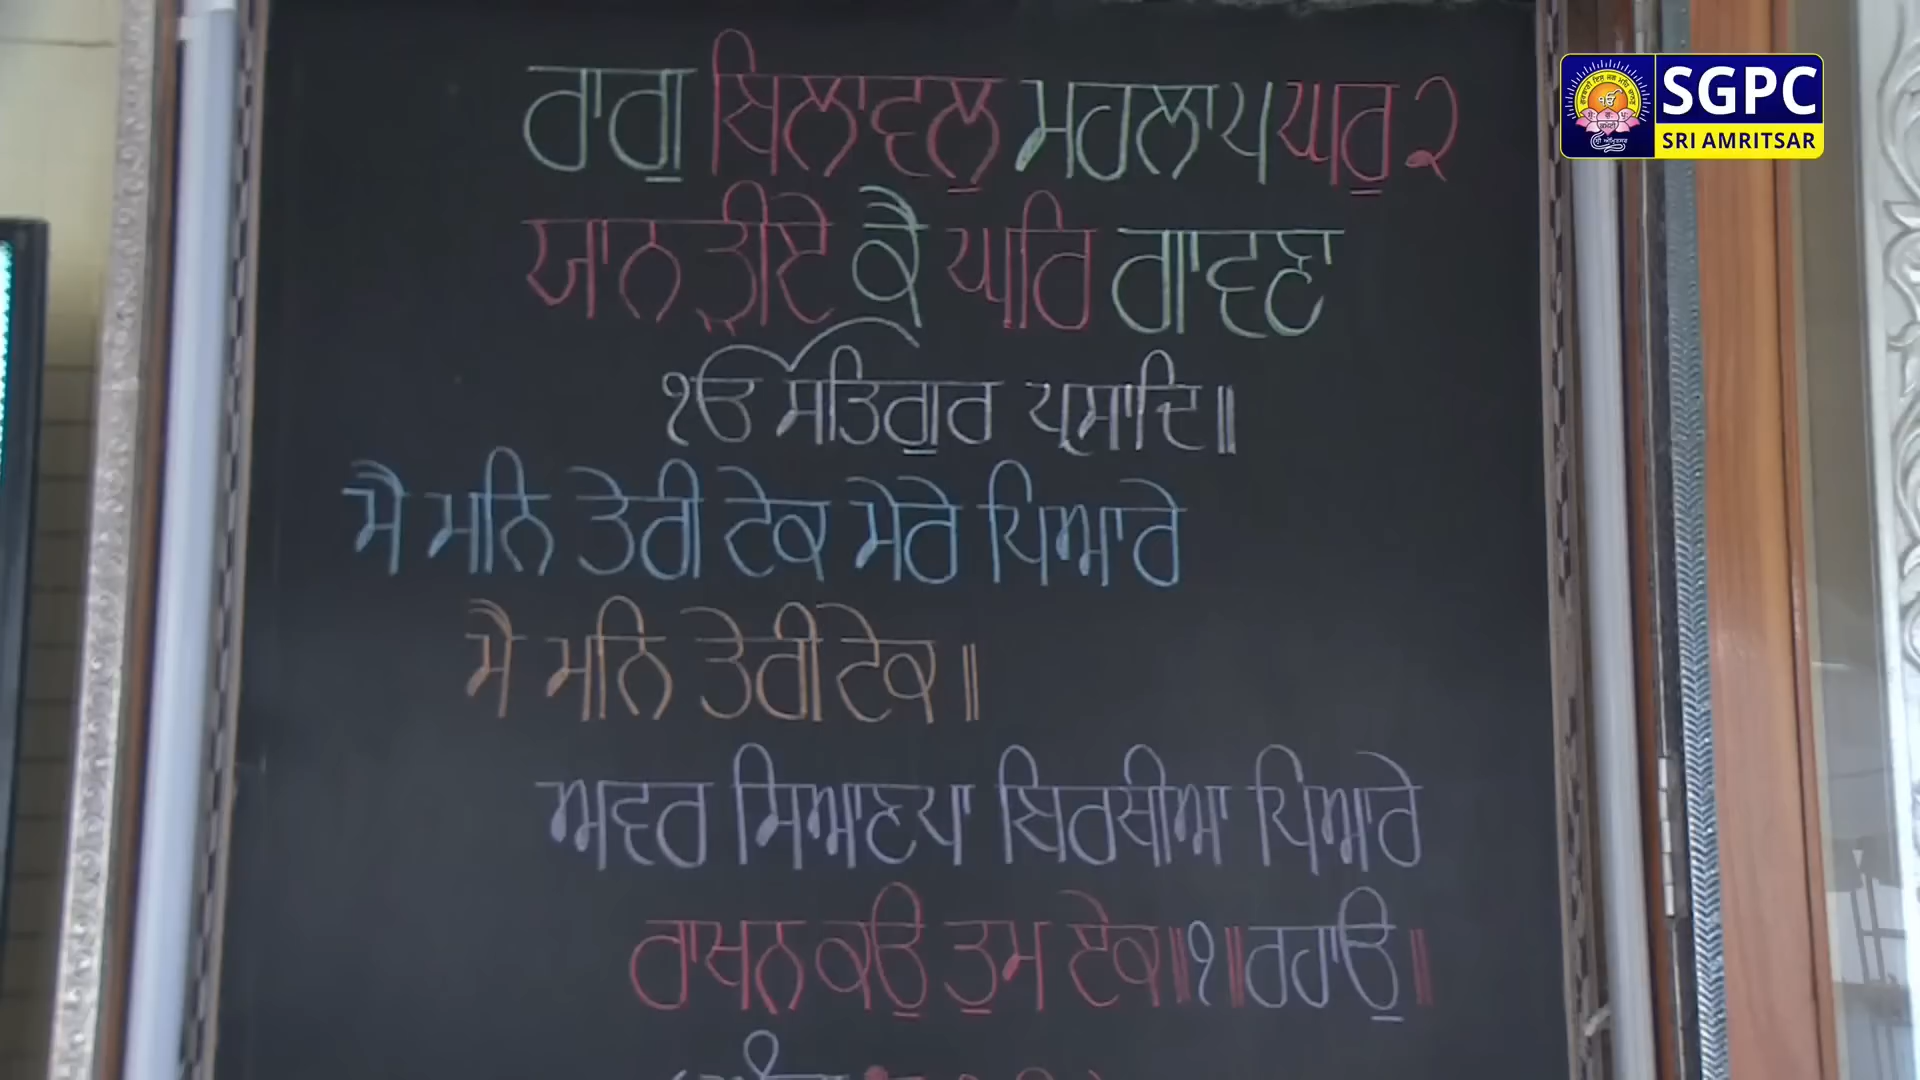 ਰਾਗੁ ਬਿਲਾਵਲੁ ਮਹਲਾ ੫ ਘਰੁ ੨
ਯਾਨੜੀਏ ਕੈ ਘਰਿ ਗਾਵਣਾ
ੴ ਸਤਿਗੁਰ ਪ੍ਰਸਾਦਿ॥
ਮੈ ਮਨਿ ਤੇਰੀ ਟੇਕ ਮੇਰੇ ਪਿਆਰੇ
ਮੈ ਮਨਿ ਤੇਰੀ ਟੇਕ॥
ਅਵਰ ਸਿਆਣਪਾ ਬਿਰਥੀਆ ਪਿਆਰੇ
ਰਾਖਨ ਕਉ ਤੁਮ ਏਕ॥੧॥ਰਹਾਉ॥
SGPC
SRI AMRITSAR